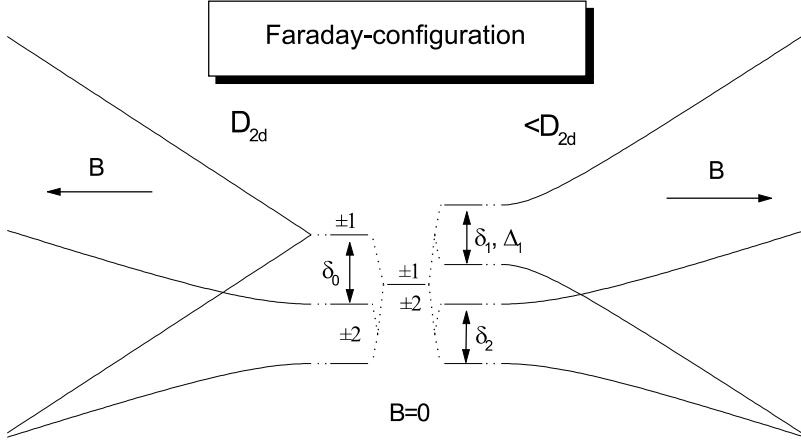 Faraday-configuration
D₂d <D₂d
B B
±1
δ₁, Δ₁
δ₀ ±1
±2
±2 δ₂
B=0